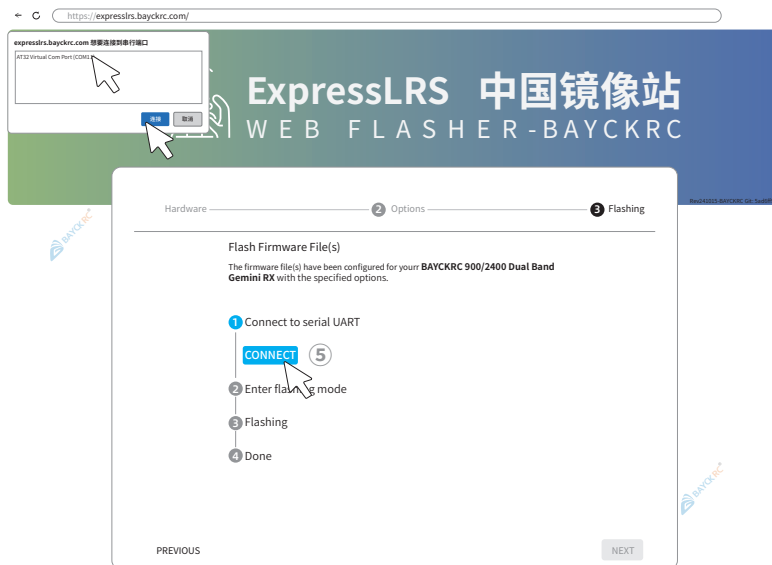 https://expresslrs.bayckrc.com/
expresslrs.bayckrc.com 想要连接到串行端口
AT32 Virtual Com Port (COM1
连接 取消
ExpressLRS 中国镜像站
WEB FLASHER-BAYCKRC
Hardware 2 Options 3 Flashing
BAYCKRC
Flash Firmware File(s)
The firmware file(s) have been configured for yourr BAYCKRC 900/2400 Dual Band
Gemini RX with the specified options.
1 Connect to serial UART
CONNECT 5
2 Enter flashing mode
3 Flashing
4 Done
BAYCKRC
PREVIOUS NEXT